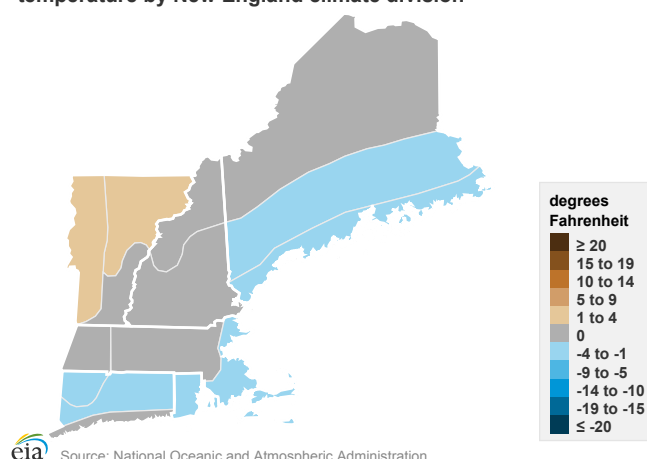 temperature by New England climate division
degrees
Fahrenheit
≥ 20
15 to 19
10 to 14
5 to 9
1 to 4
0
-4 to -1
-9 to -5
-14 to -10
-19 to -15
≤ -20
eia Source: National Oceanic and Atmospheric Administration